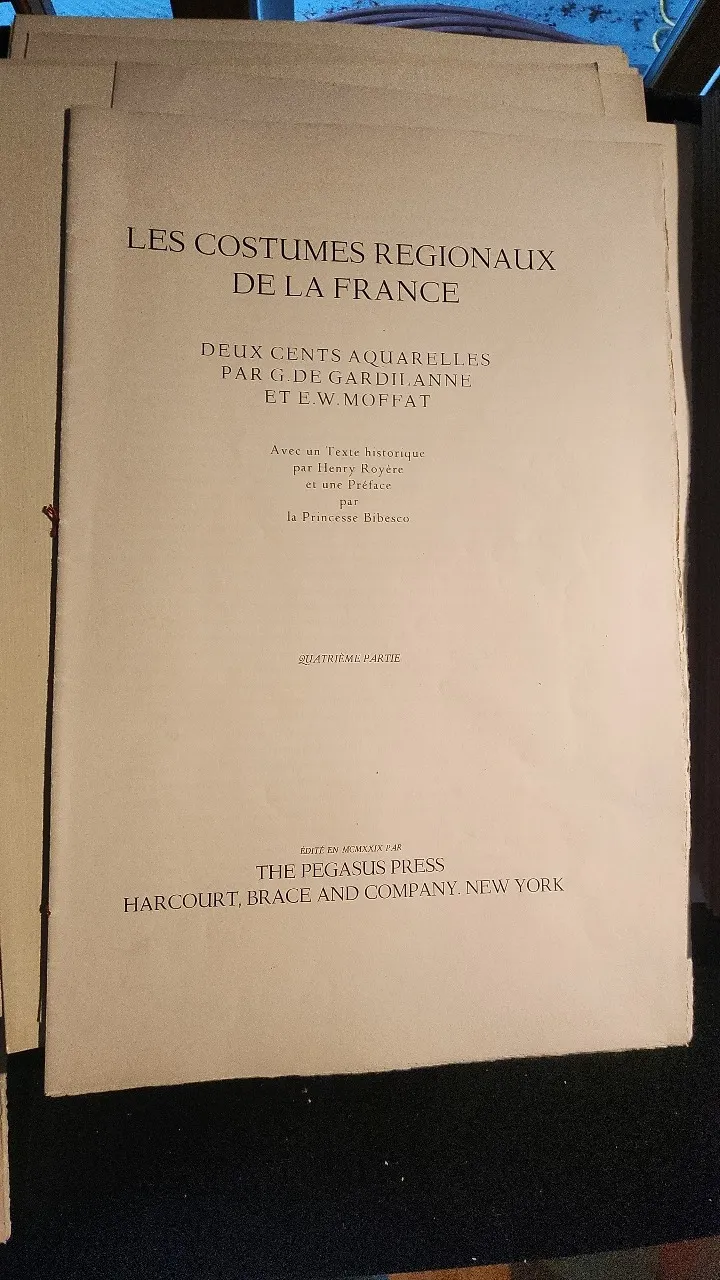 LES COSTUMES REGIONAUX
DE LA FRANCE
DEUX CENTS AQUARELLES
PAR G. DE GARDILANNE
ET E.W. MOFFAT
Avec un Texte historique
par Henry Royère
et une Préface
par
la Princesse Bibesco
QUATRIÈME PARTIE
ÉDITÉ EN MCMXXIX PAR
THE PEGASUS PRESS
HARCOURT, BRACE AND COMPANY. NEW YORK